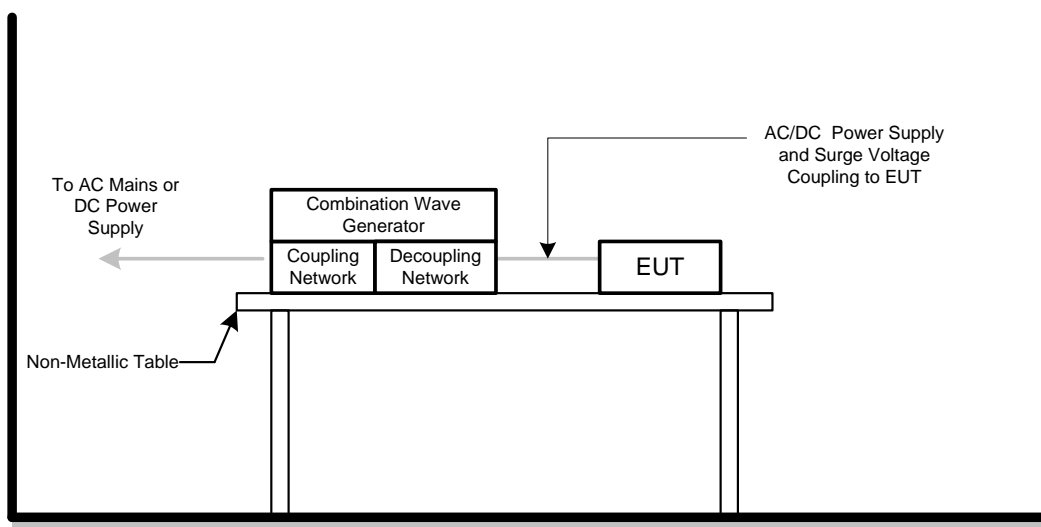 AC/DC Power Supply
and Surge Voltage
Coupling to EUT
To AC Mains or
DC Power
Supply
Combination Wave
Generator
Coupling
Network
Decoupling
Network
EUT
Non-Metallic Table